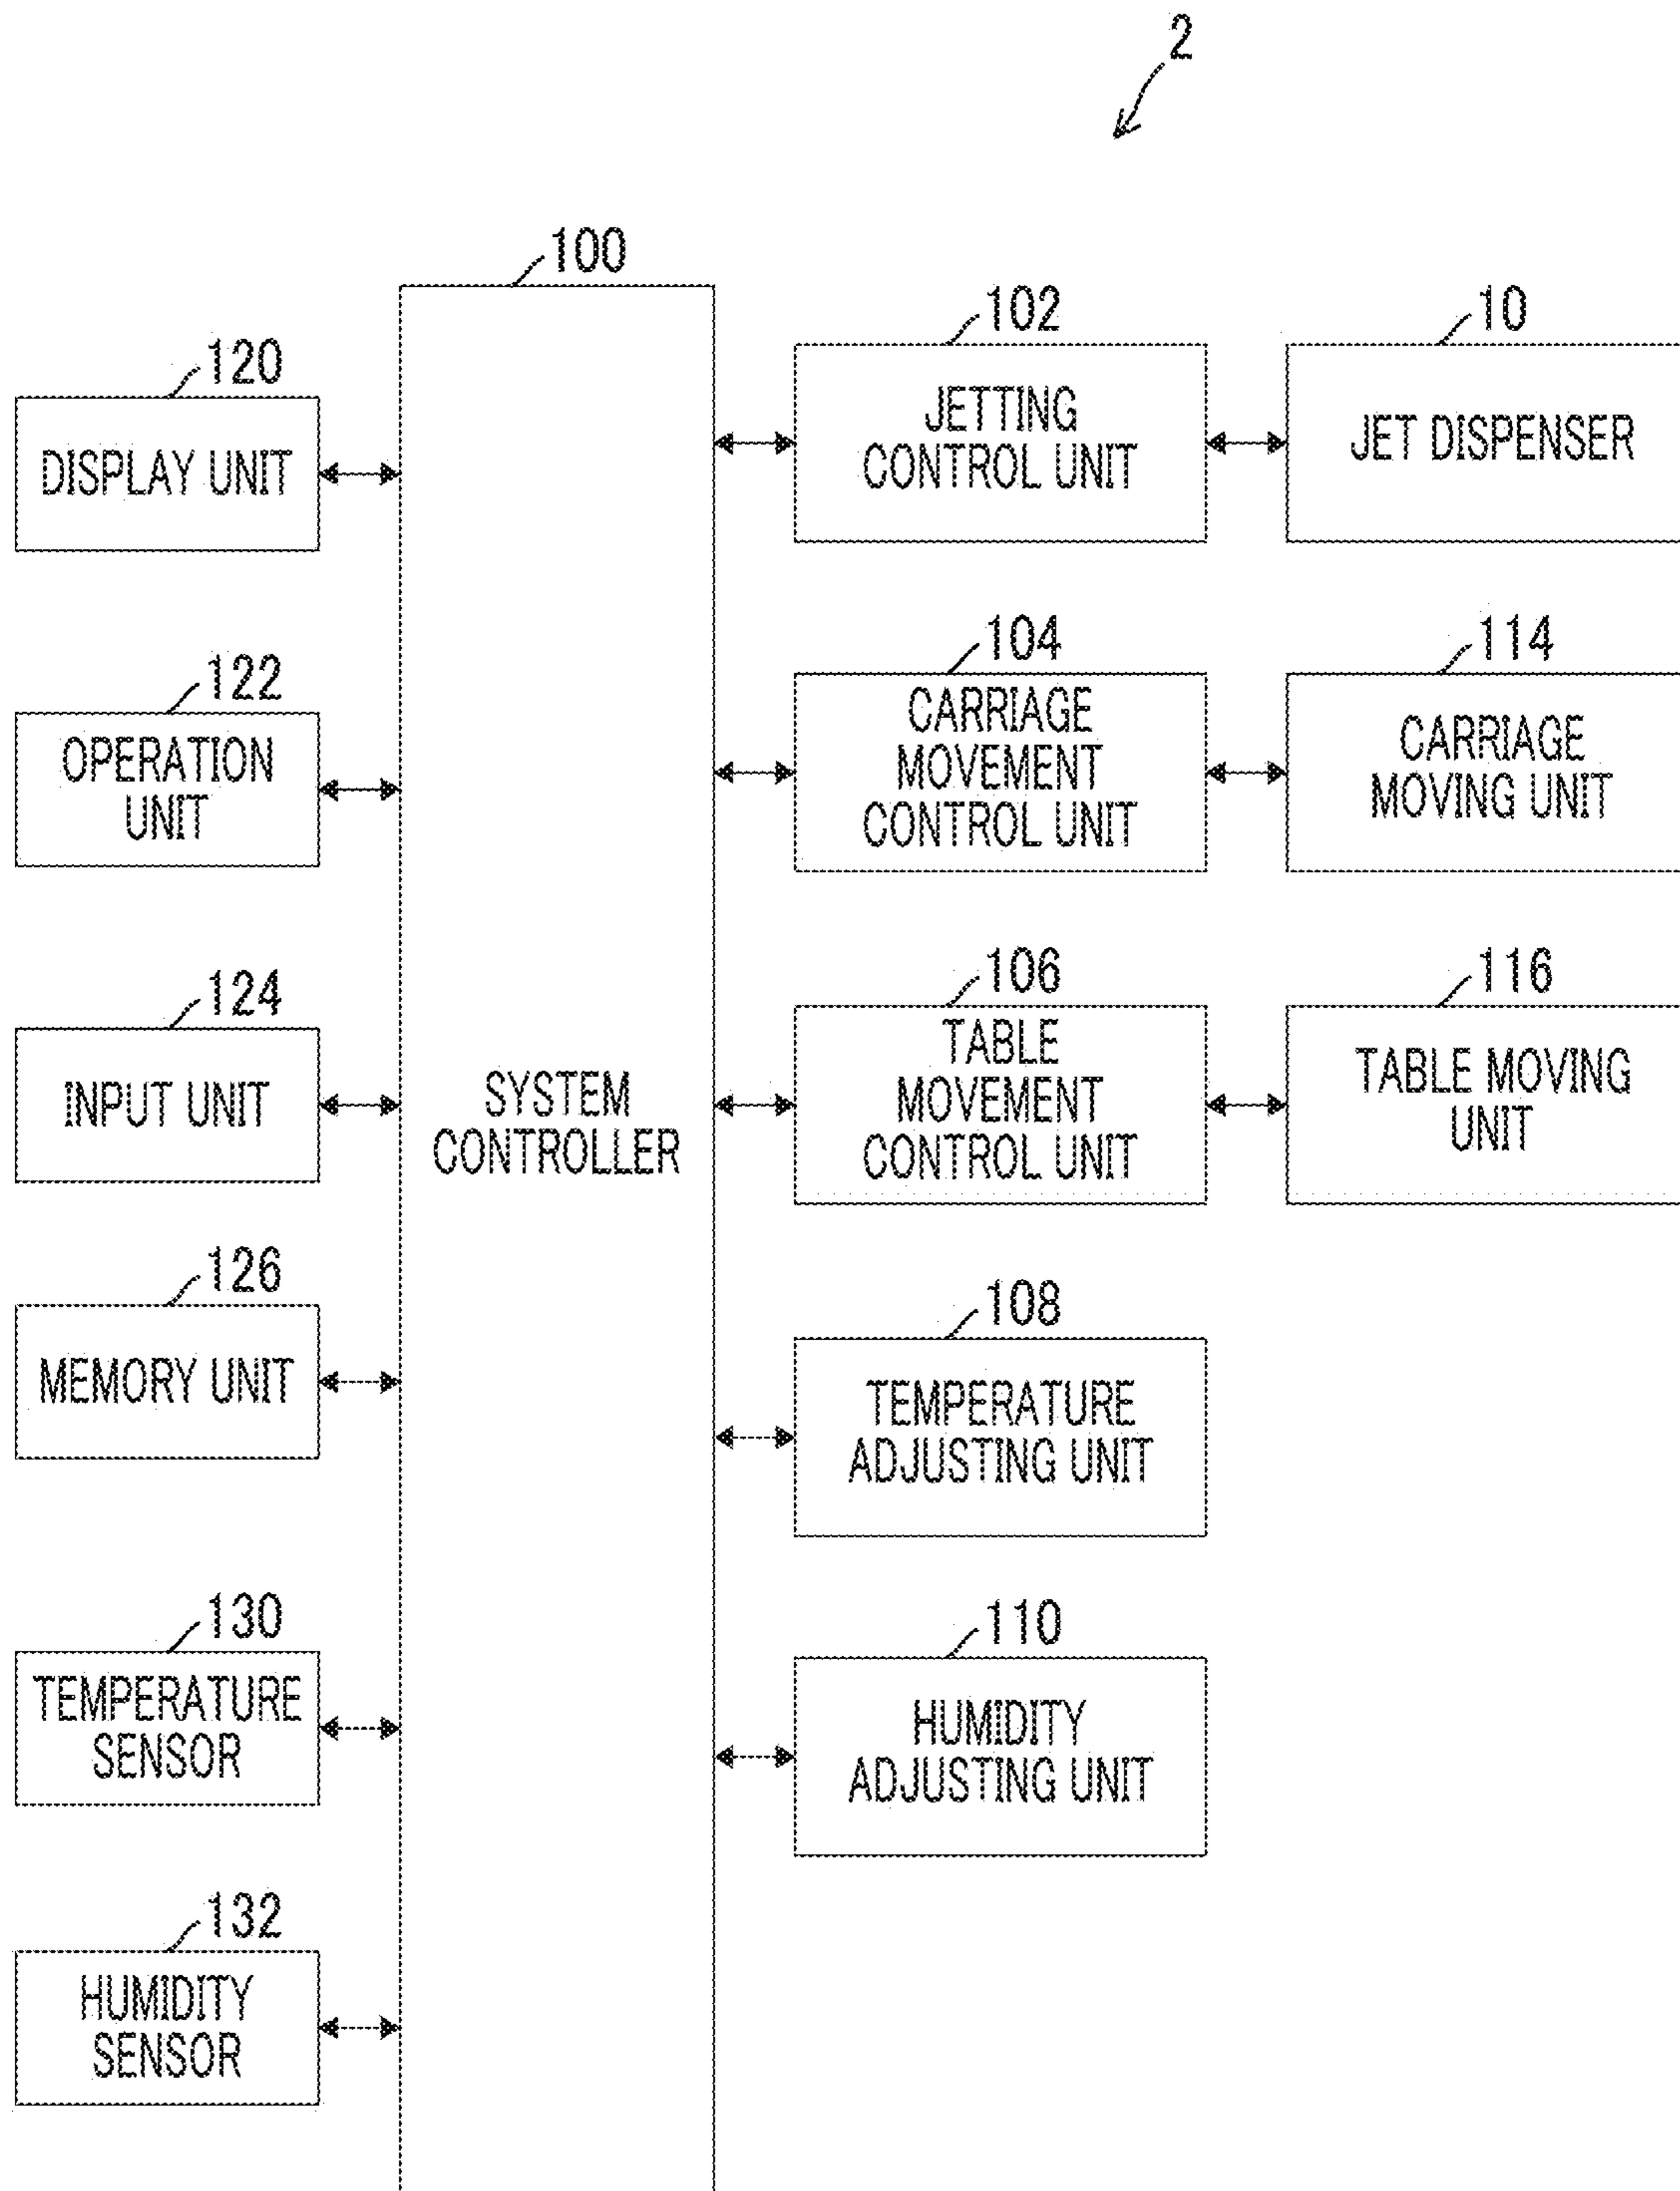 2
100
120
DISPLAY UNIT
122
OPERATION
UNIT
124
INPUT UNIT
126
MEMORY UNIT
130
TEMPERATURE
SENSOR
132
HUMIDITY
SENSOR
SYSTEM
CONTROLLER
102
JETTING
CONTROL UNIT
10
JET DISPENSER
104
CARRIAGE
MOVEMENT
CONTROL UNIT
114
CARRIAGE
MOVING UNIT
106
TABLE
MOVEMENT
CONTROL UNIT
116
TABLE MOVING
UNIT
108
TEMPERATURE
ADJUSTING UNIT
110
HUMIDITY
ADJUSTING UNIT